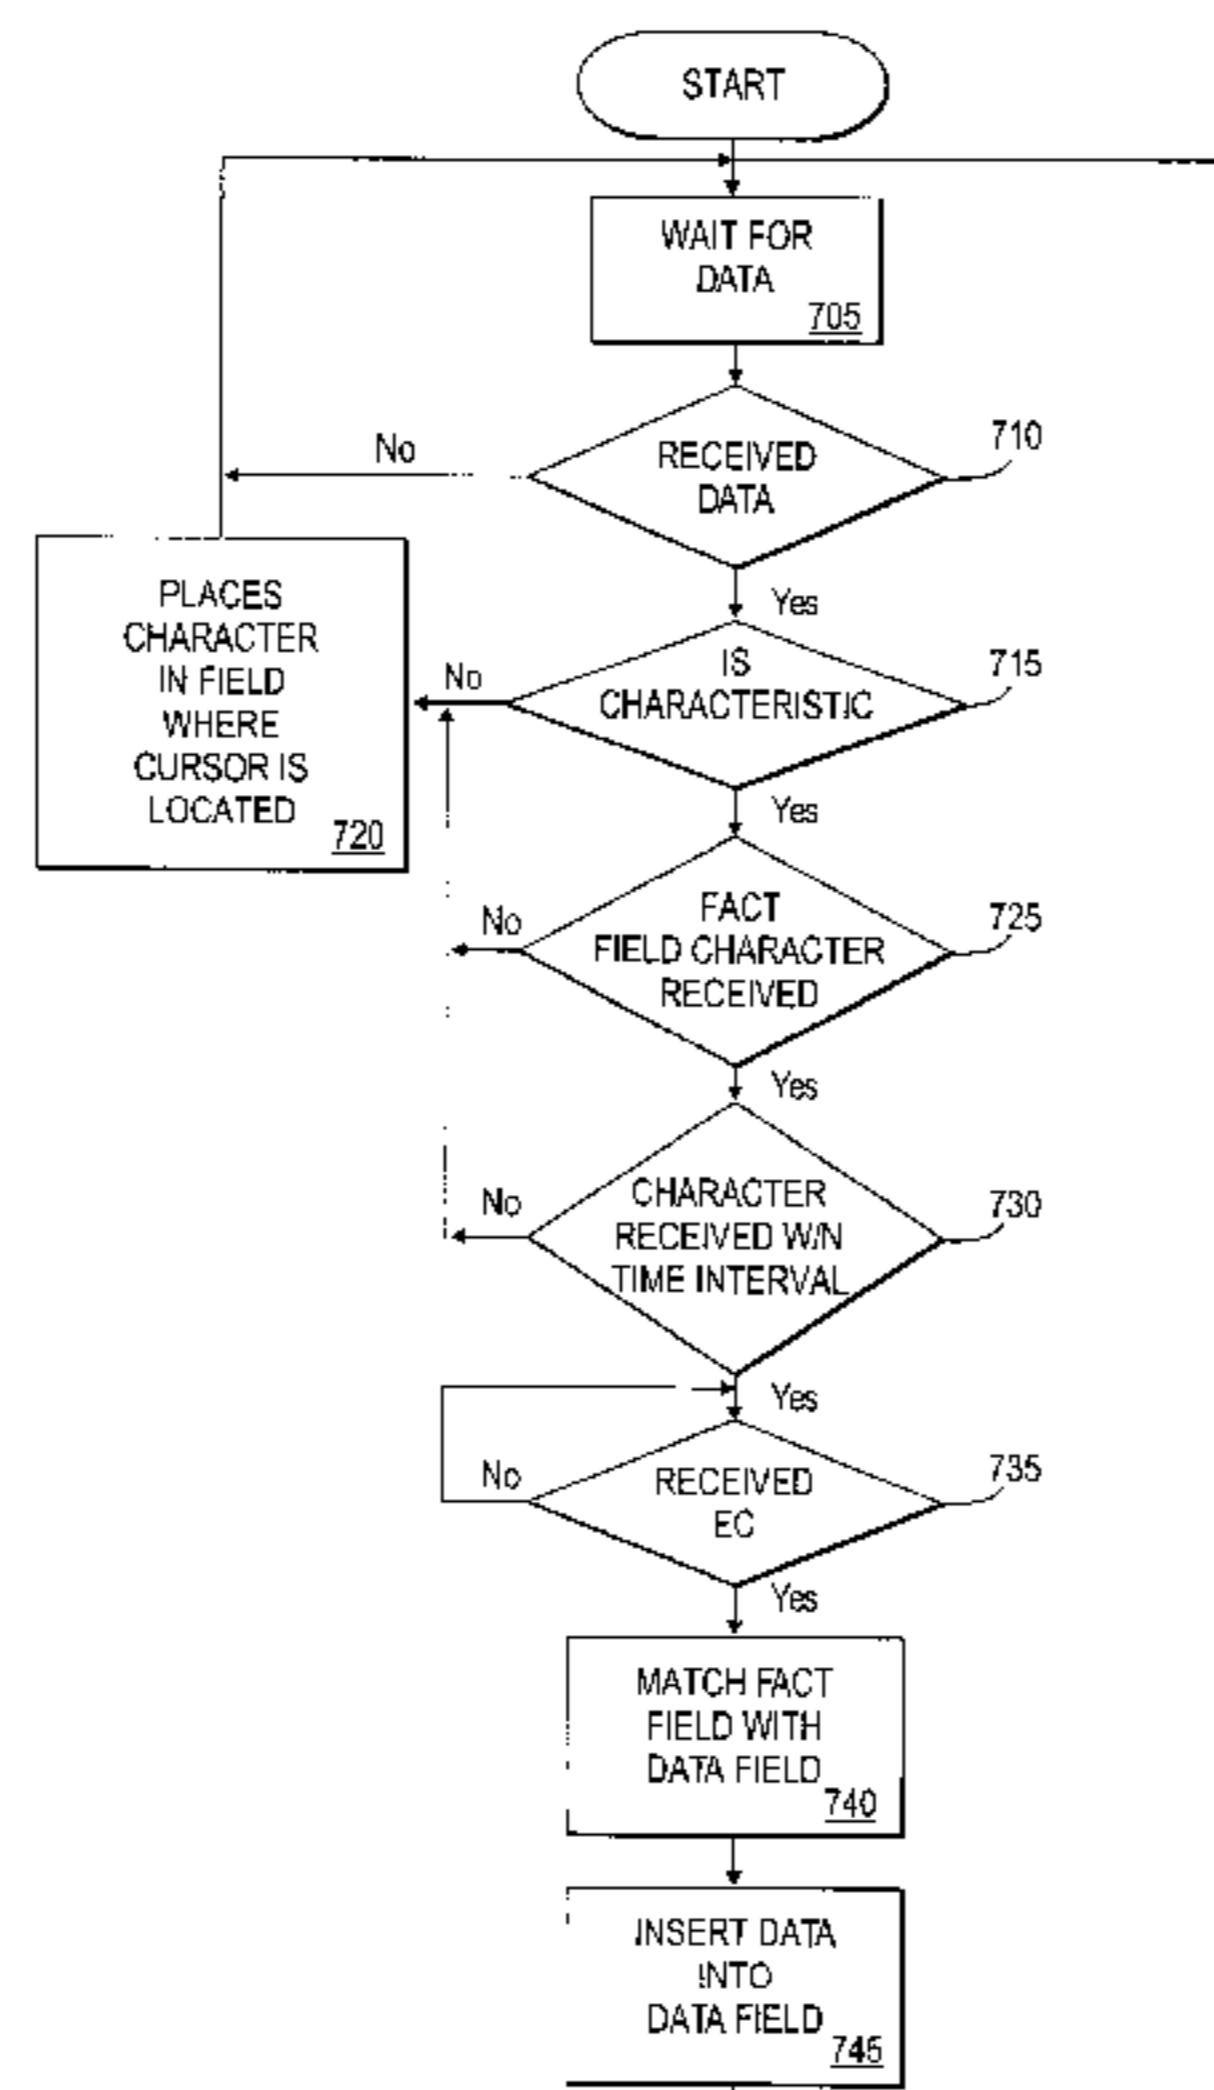 START
WAIT FOR
DATA
705
No
RECEIVED
DATA
710
Yes
PLACES
CHARACTER
IN FIELD
WHERE
CURSOR IS
LOCATED
720
No
IS
CHARACTERISTIC
715
Yes
No
FACT
FIELD CHARACTER
RECEIVED
725
Yes
No
CHARACTER
RECEIVED W/N
TIME INTERVAL
730
Yes
No
RECEIVED
EC
735
Yes
MATCH FACT
FIELD WITH
DATA FIELD
740
INSERT DATA
INTO
DATA FIELD
745